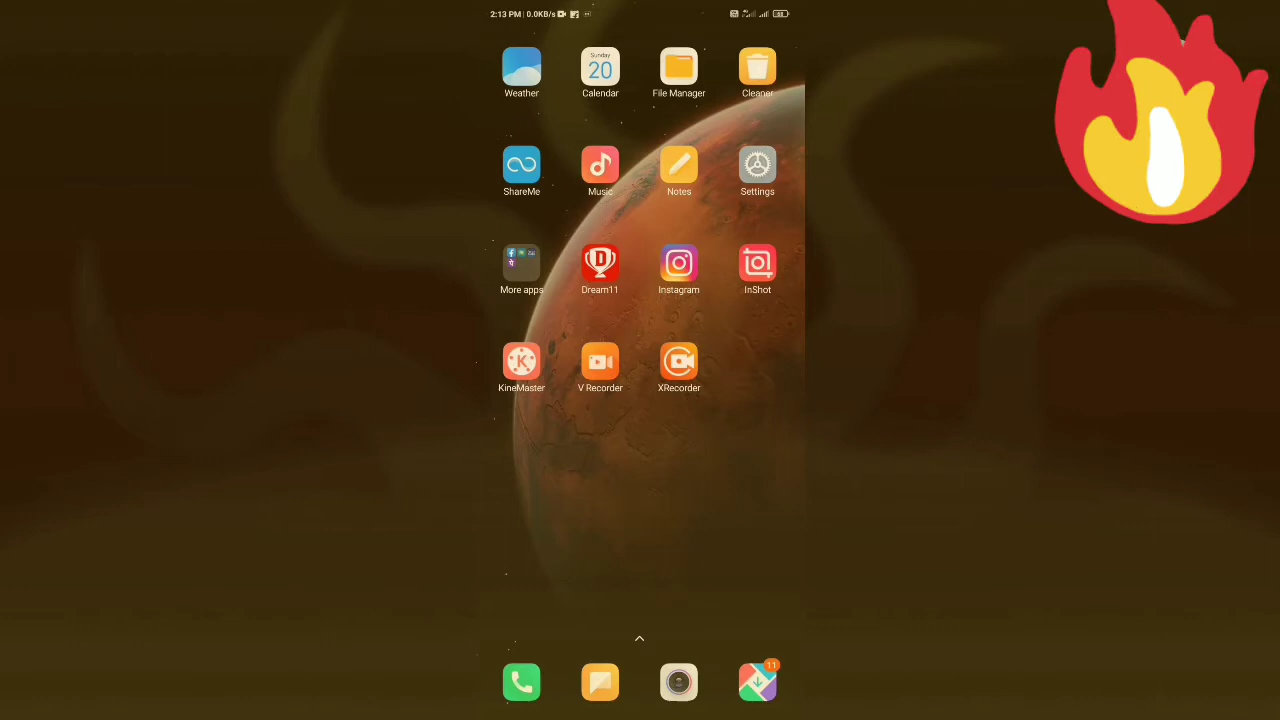 2:13 PM | 0.0KB/s
Sunday
20
Weather Calendar File Manager Cleaner
ShareMe Music Notes Settings
D
More apps Dream11 Instagram InShot
K
KineMaster V Recorder XRecorder
11